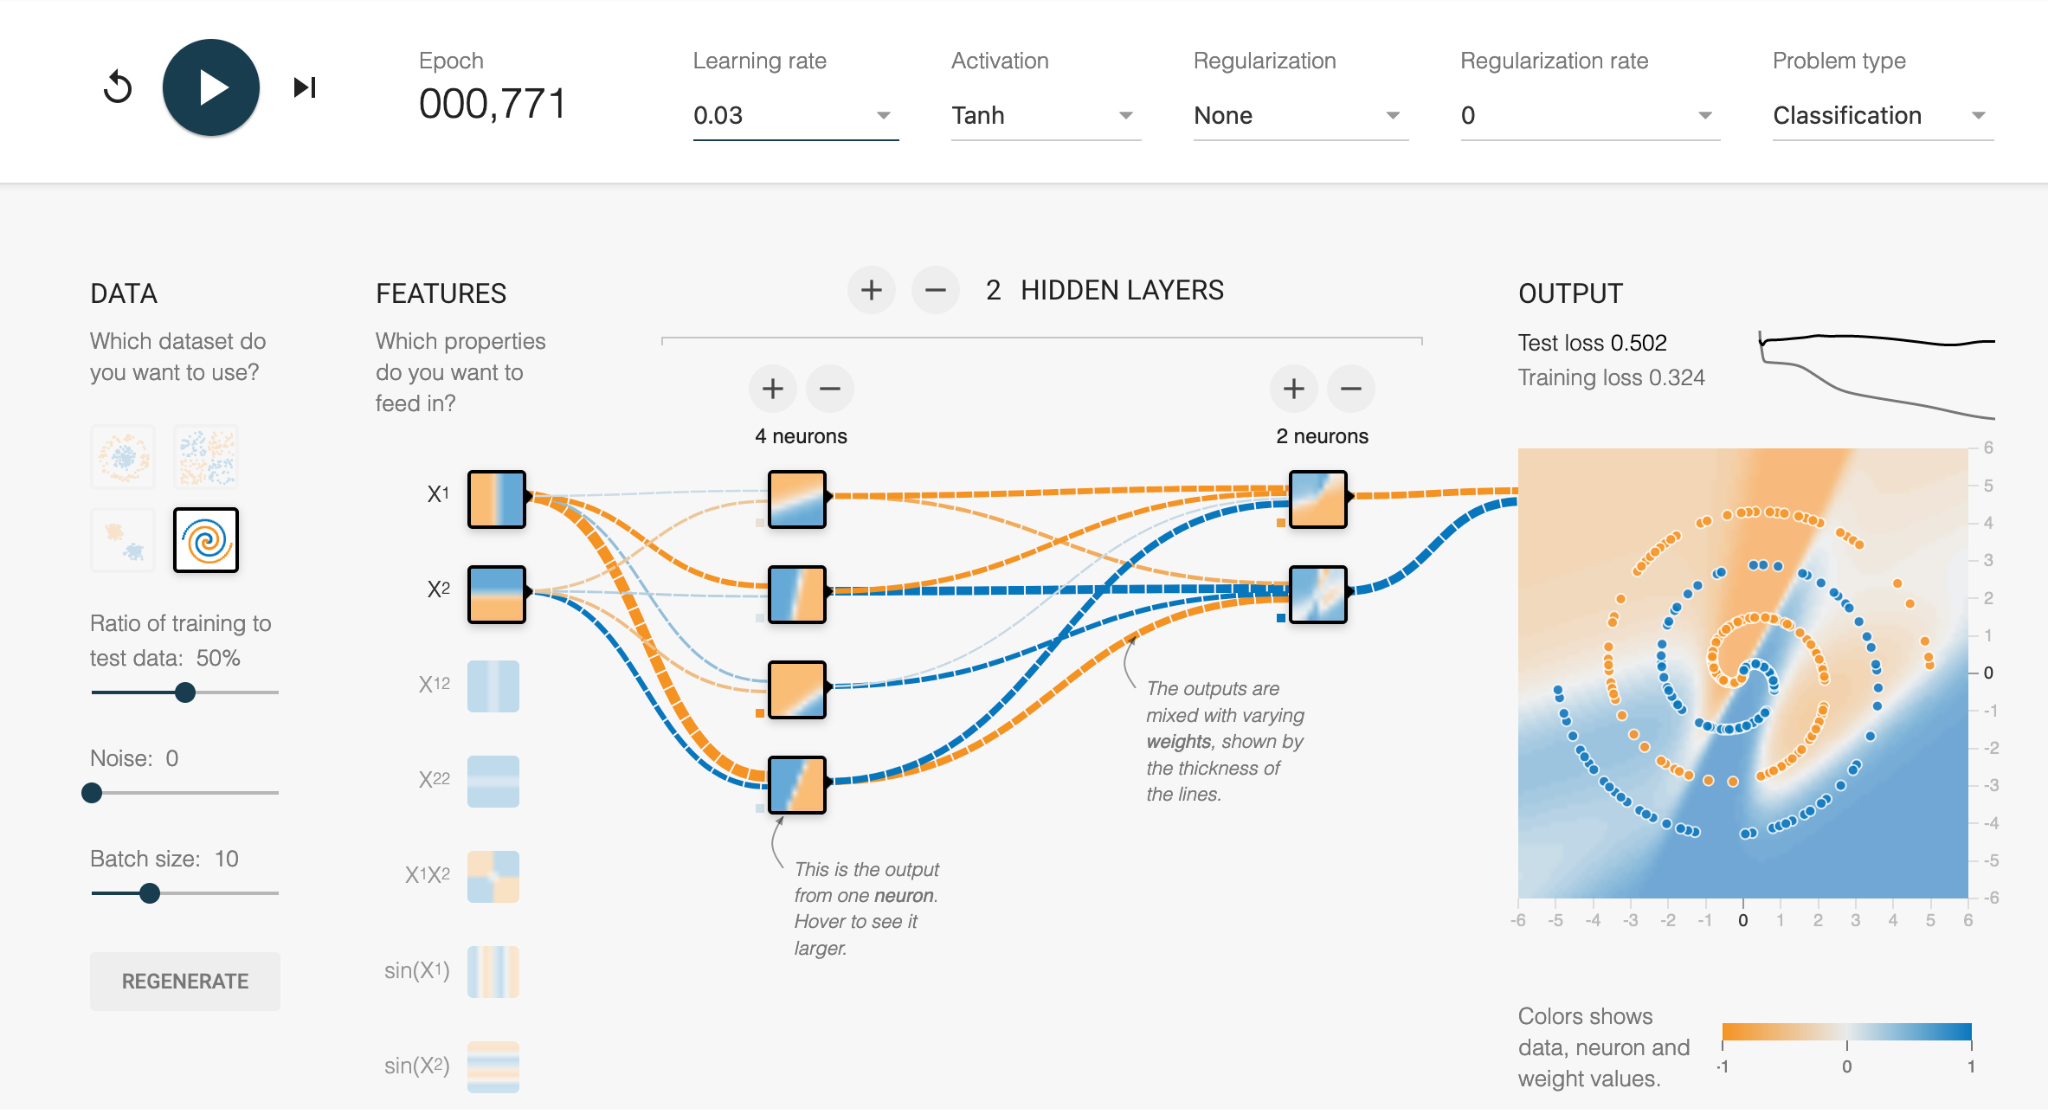 Epoch
000,771
Learning rate
0.03
Activation
Tanh
Regularization
None
Regularization rate
0
Problem type
Classification
DATA
Which dataset do
you want to use?
Ratio of training to
test data: 50%
Noise: 0
Batch size: 10
REGENERATE
FEATURES
Which properties
do you want to
feed in?
X1
X2
X12
X22
X1X2
sin(X1)
sin(X2)
2 HIDDEN LAYERS
4 neurons
2 neurons
This is the output
from one neuron.
Hover to see it
larger.
The outputs are
mixed with varying
weights, shown by
the thickness of
the lines.
OUTPUT
Test loss 0.502
Training loss 0.324
6
5
4
3
2
1
0
-1
-2
-3
-4
-5
-6
-6 -5 -4 -3 -2 -1 0 1 2 3 4 5 6
Colors shows
data, neuron and
weight values.
-1 0 1